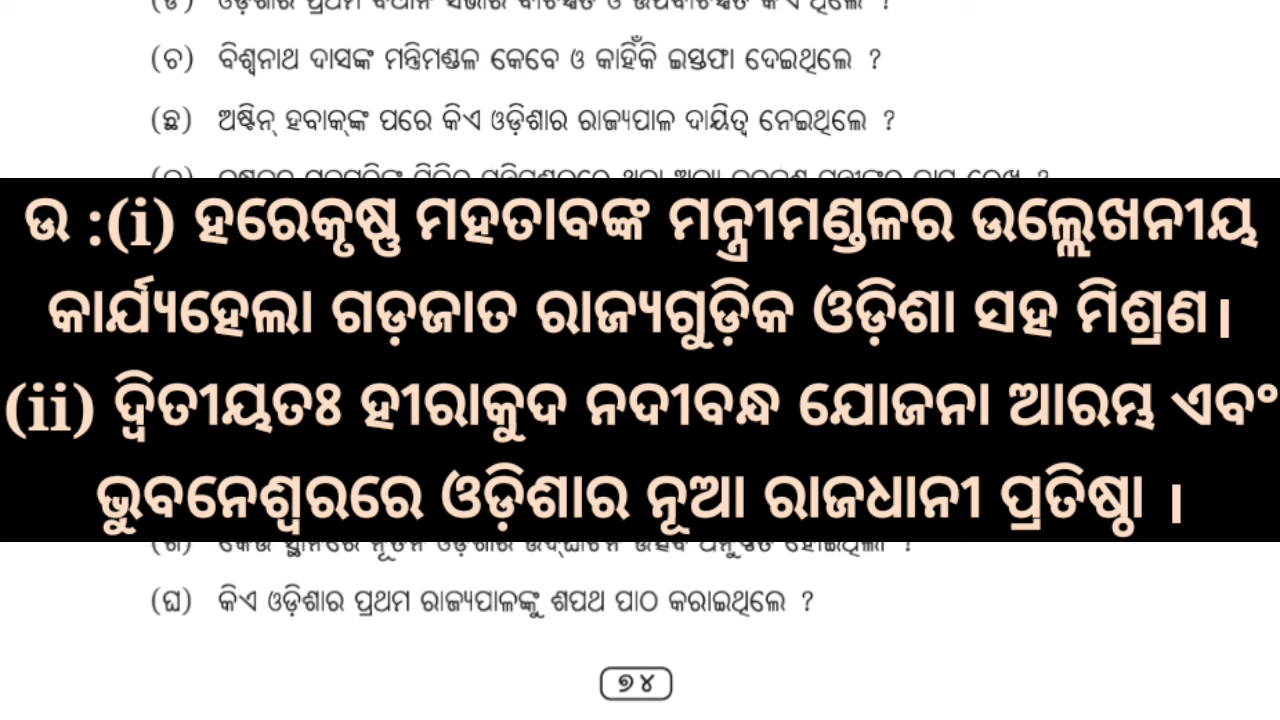 (ଚ) ବିଶ୍ଵନାଥ ଦାସଙ୍କ ମନ୍ତ୍ରିମଣ୍ଡଳ କେବେ ଓ କାହିଁକି ଇସ୍ତଫା ଦେଇଥିଲେ ?
(ଛ) ଅଷ୍ଟିନ୍ ହବାକ୍‌ଙ୍କ ପରେ କିଏ ଓଡ଼ିଶାର ରାଜ୍ୟପାଳ ଦାୟିତ୍ଵ ନେଇଥିଲେ ?
ଉ :(i) ହରେକୃଷ୍ଣ ମହତାବଙ୍କ ମନ୍ତ୍ରୀମଣ୍ଡଳର ଉଲ୍ଲେଖନୀୟ
କାର୍ଯ୍ୟହେଲା ଗଡ଼ଜାତ ରାଜ୍ୟଗୁଡ଼ିକ ଓଡ଼ିଶା ସହ ମିଶ୍ରଣ।
(ii) ଦ୍ଵିତୀୟତଃ ହୀରାକୁଦ ନଦୀବନ୍ଧ ଯୋଜନା ଆରମ୍ଭ ଏବଂ
ଭୁବନେଶ୍ଵରରେ ଓଡ଼ିଶାର ନୂଆ ରାଜଧାନୀ ପ୍ରତିଷ୍ଠା ।
(ଘ) କିଏ ଓଡ଼ିଶାର ପ୍ରଥମ ରାଜ୍ୟପାଳଙ୍କୁ ଶପଥ ପାଠ କରାଇଥିଲେ ?
୭୪